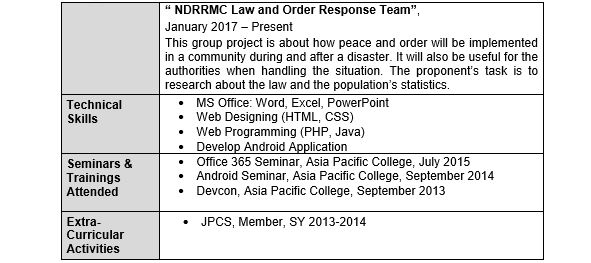 “ NDRRMC Law and Order Response Team”,
January 2017 – Present
This group project is about how peace and order will be implemented
in a community during and after a disaster. It will also be useful for the
authorities when handling the situation. The proponent’s task is to
research about the law and the population’s statistics.
Technical
Skills
• MS Office: Word, Excel, PowerPoint
• Web Designing (HTML, CSS)
• Web Programming (PHP, Java)
• Develop Android Application
Seminars &
Trainings
Attended
• Office 365 Seminar, Asia Pacific College, July 2015
• Android Seminar, Asia Pacific College, September 2014
• Devcon, Asia Pacific College, September 2013
Extra-
Curricular
Activities
• JPCS, Member, SY 2013-2014